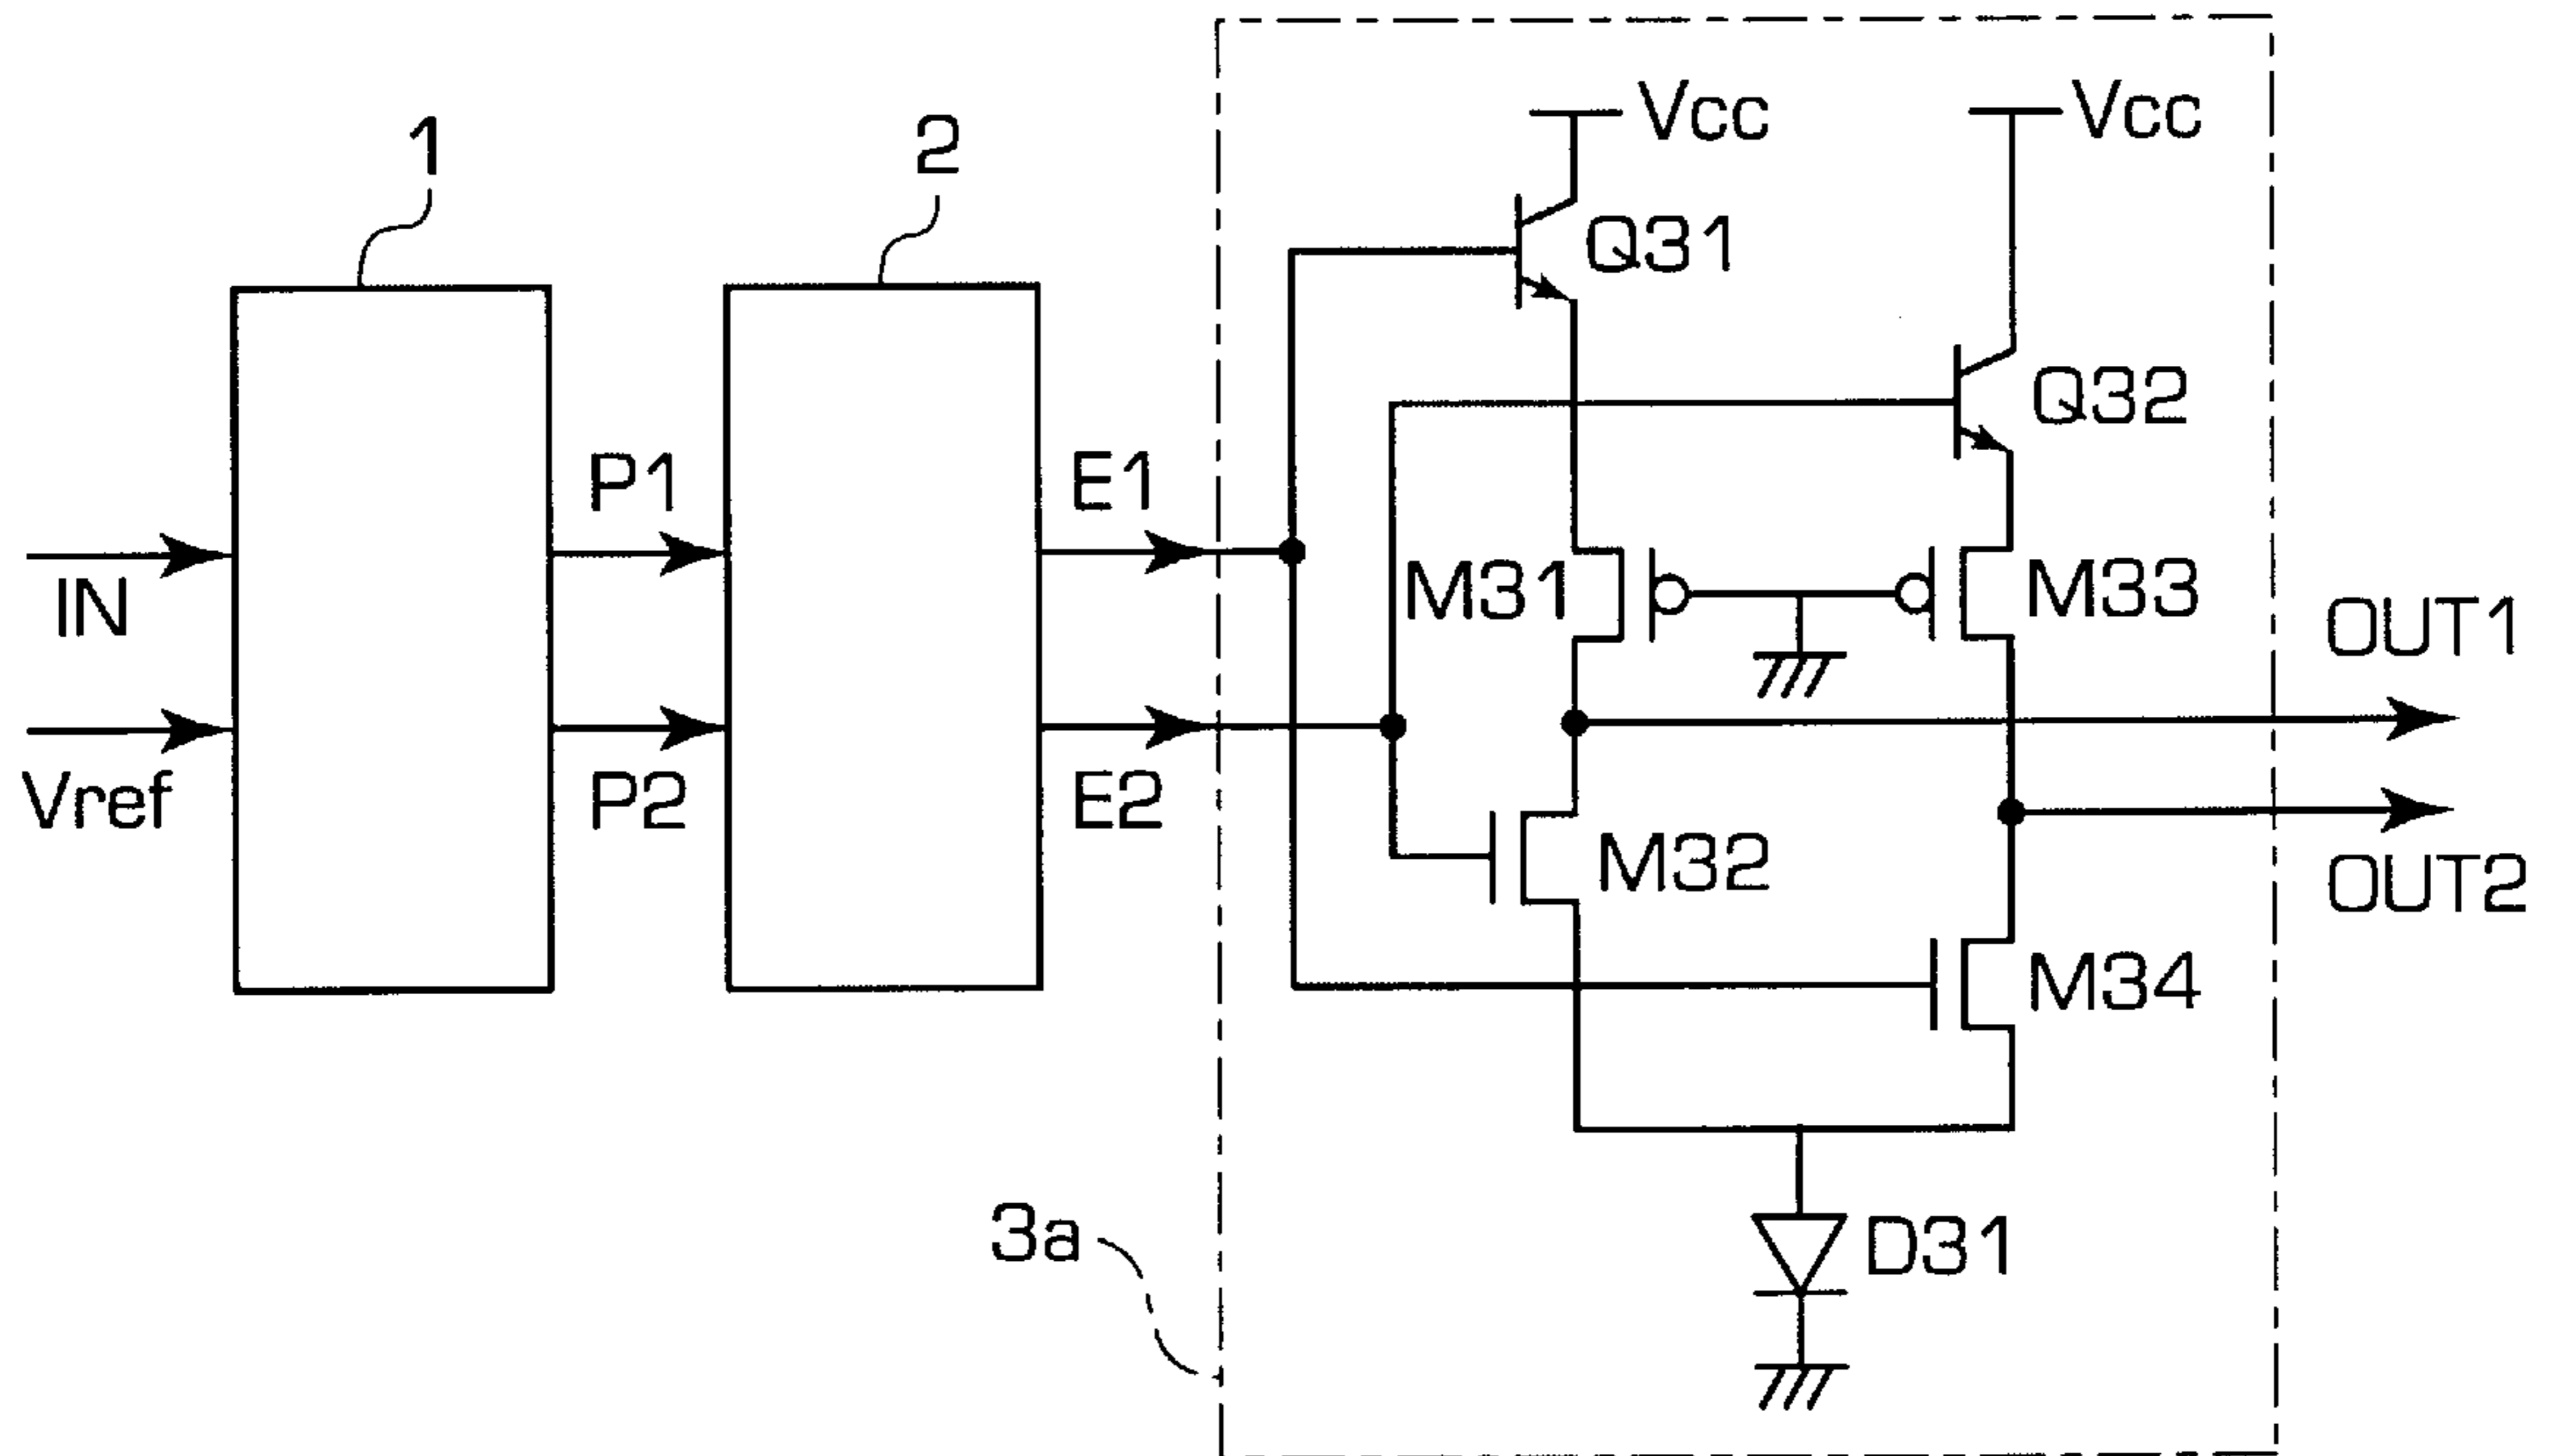 1
2
Vcc
Vcc
Q31
Q32
P1
E1
IN
M31
M33
OUT1
Vref
P2
E2
M32
OUT2
M34
3a
D31